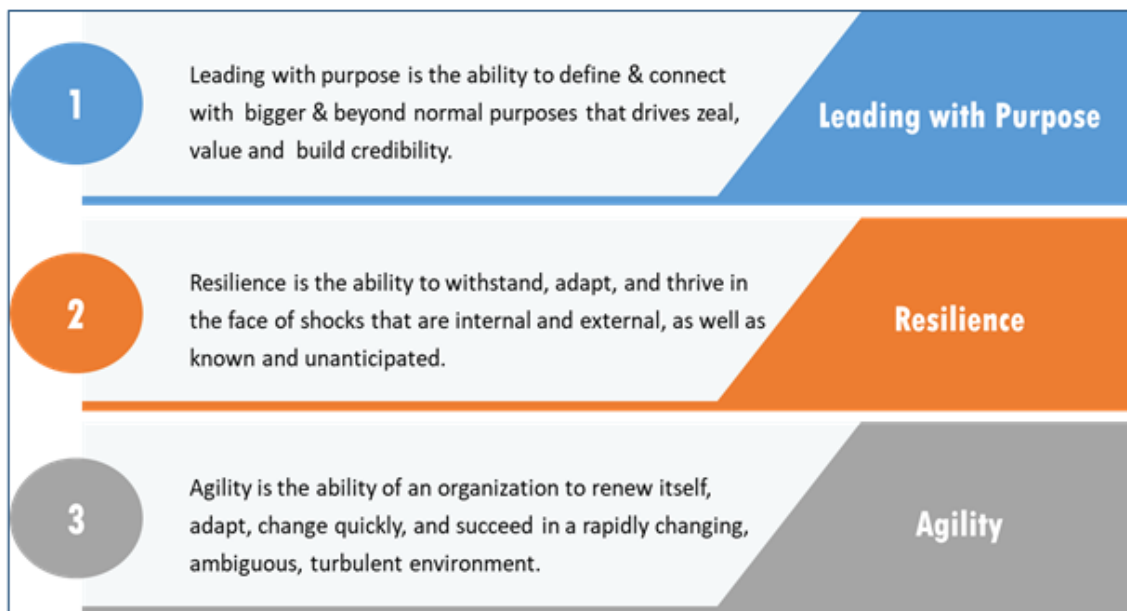 1
Leading with purpose is the ability to define & connect
with bigger & beyond normal purposes that drives zeal,
value and build credibility.
Leading with Purpose
2
Resilience is the ability to withstand, adapt, and thrive in
the face of shocks that are internal and external, as well as
known and unanticipated.
Resilience
3
Agility is the ability of an organization to renew itself,
adapt, change quickly, and succeed in a rapidly changing,
ambiguous, turbulent environment.
Agility